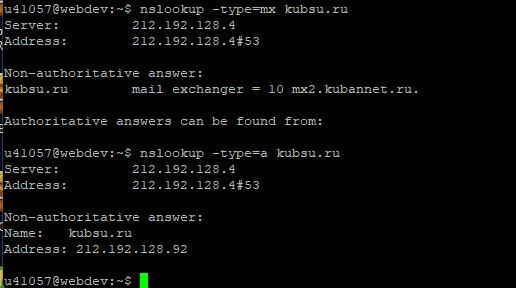 u41057@webdev:~$ nslookup -type=mx kubsu.ru
Server:         212.192.128.4
Address:        212.192.128.4#53

Non-authoritative answer:
kubsu.ru        mail exchanger = 10 mx2.kubannet.ru.

Authoritative answers can be found from:

u41057@webdev:~$ nslookup -type=a kubsu.ru
Server:         212.192.128.4
Address:        212.192.128.4#53

Non-authoritative answer:
Name:   kubsu.ru
Address: 212.192.128.92

u41057@webdev:~$